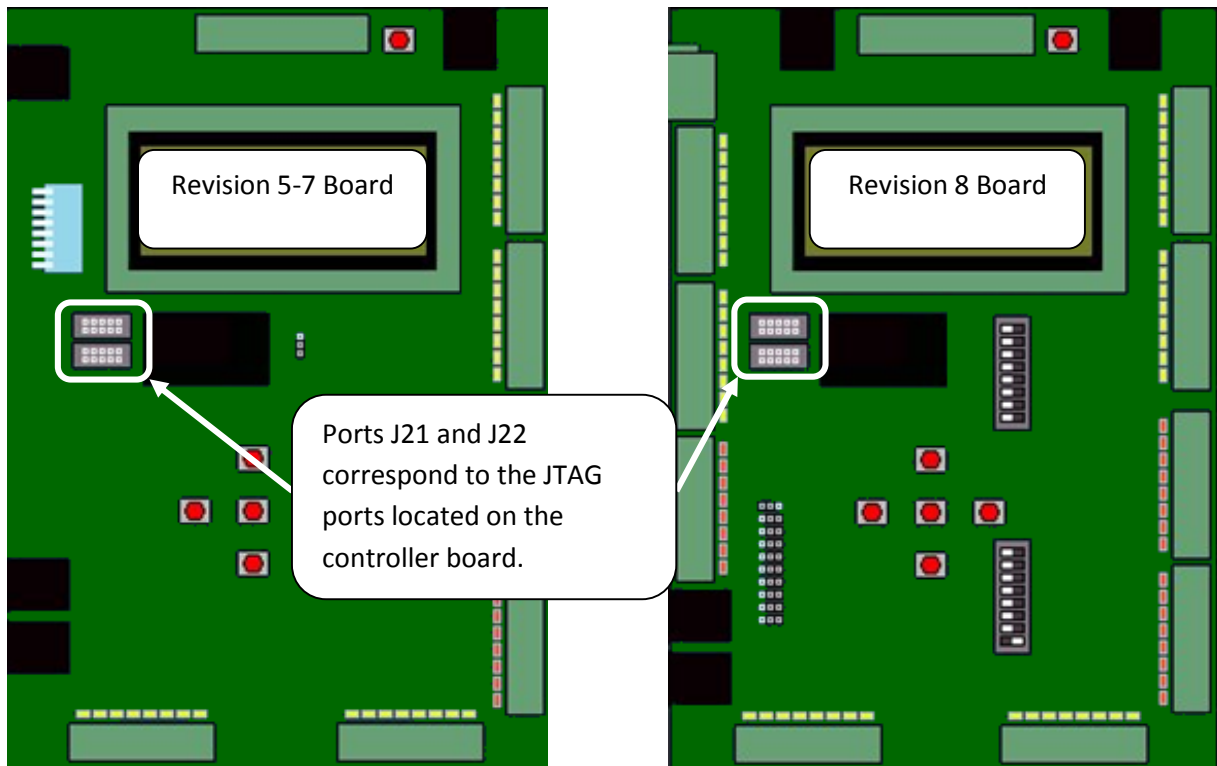 Revision 5-7 Board
Revision 8 Board
Ports J21 and J22
correspond to the JTAG
ports located on the
controller board.